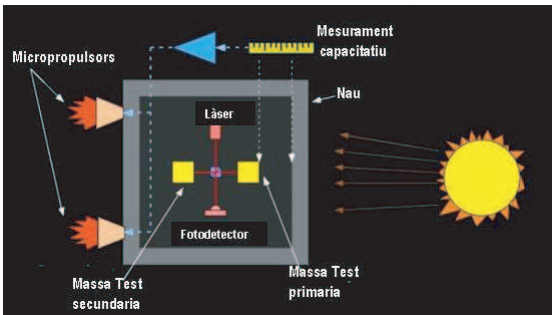 Mesurament
capacitatiu
Micropropulsors
Nau
Làser
Fotodetector
Massa Test
secundaria
Massa Test
primaria